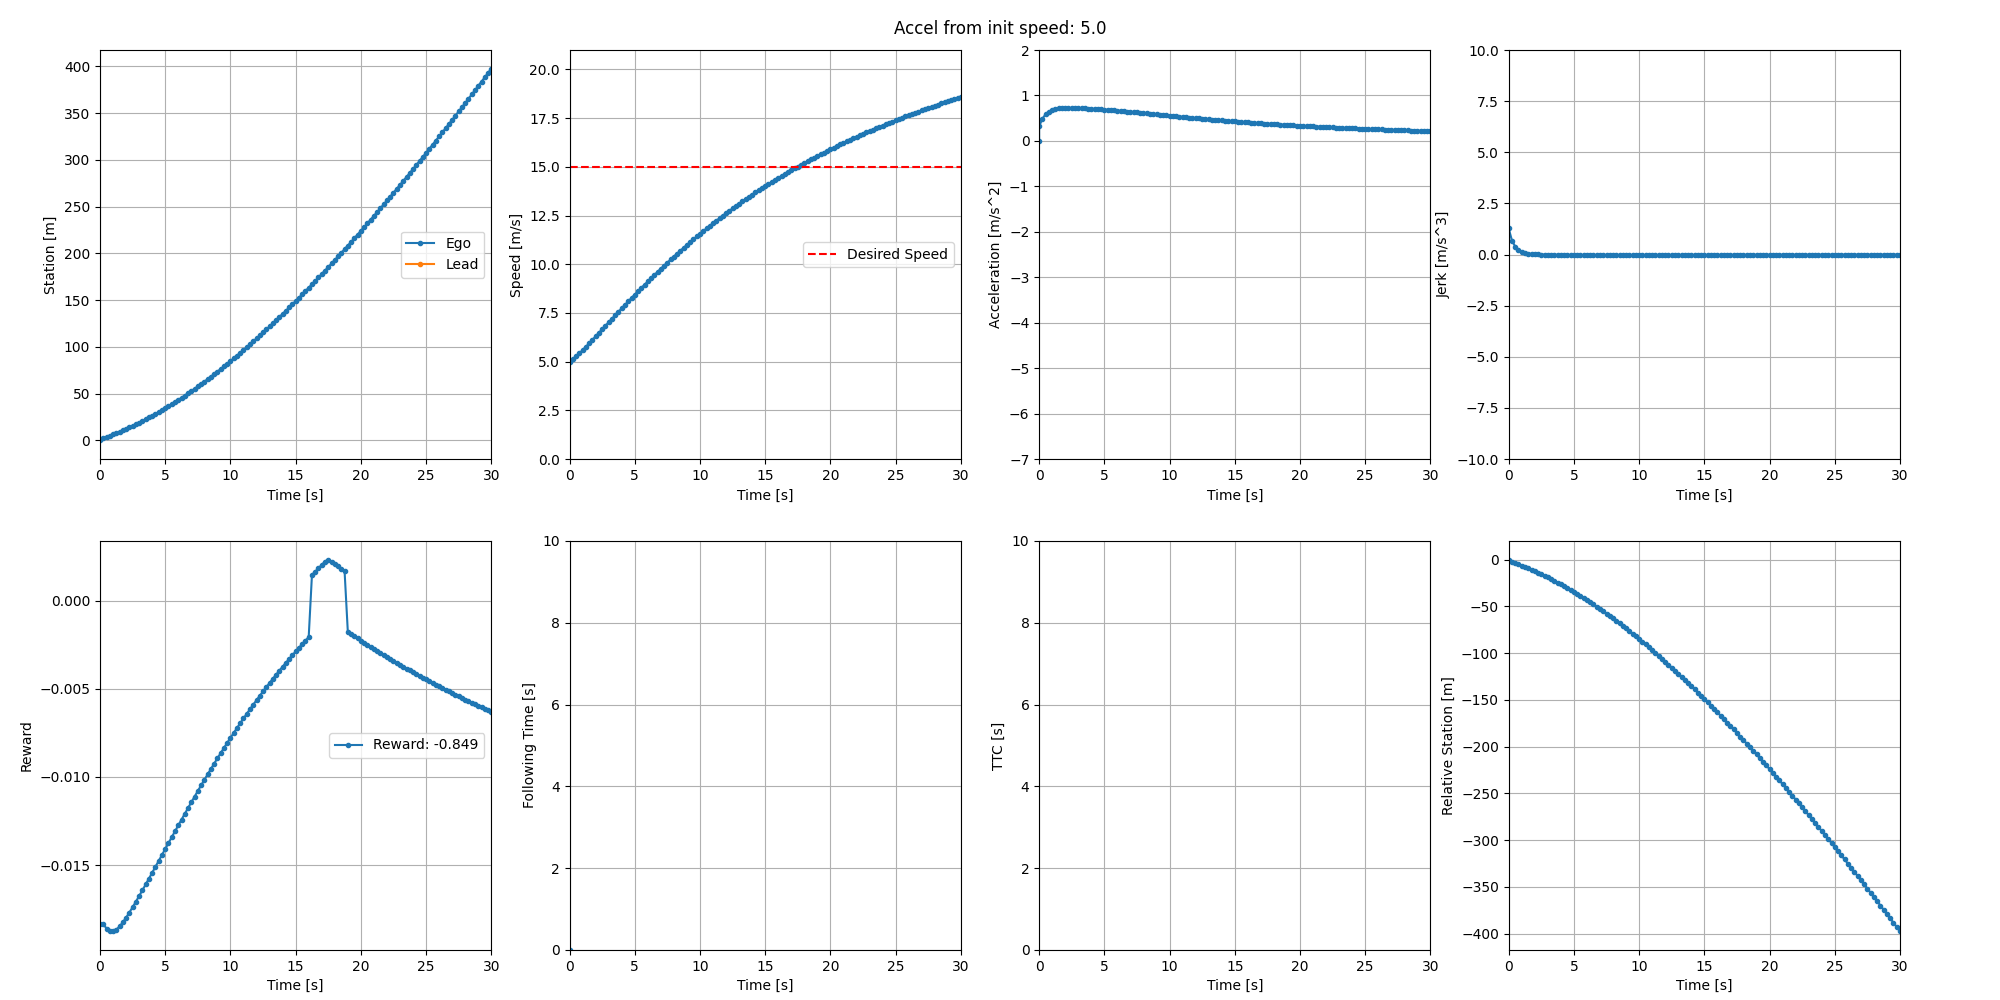 Accel from init speed: 5.0
400
350
300
250
200
150
100
50
0
Station [m]
Ego
Lead
0 5 10 15 20 25 30
Time [s]
20.0
17.5
15.0
12.5
10.0
7.5
5.0
2.5
0.0
Speed [m/s]
Desired Speed
0 5 10 15 20 25 30
Time [s]
2
1
0
−1
−2
−3
−4
−5
−6
−7
Acceleration [m/s^2]
0 5 10 15 20 25 30
Time [s]
10.0
7.5
5.0
2.5
0.0
−2.5
−5.0
−7.5
−10.0
Jerk [m/s^3]
0 5 10 15 20 25 30
Time [s]
0.000
−0.005
−0.010
−0.015
Reward
Reward: -0.849
0 5 10 15 20 25 30
Time [s]
10
8
6
4
2
0
Following Time [s]
0 5 10 15 20 25 30
Time [s]
10
8
6
4
2
0
TTC [s]
0 5 10 15 20 25 30
Time [s]
0
−50
−100
−150
−200
−250
−300
−350
−400
Relative Station [m]
0 5 10 15 20 25 30
Time [s]